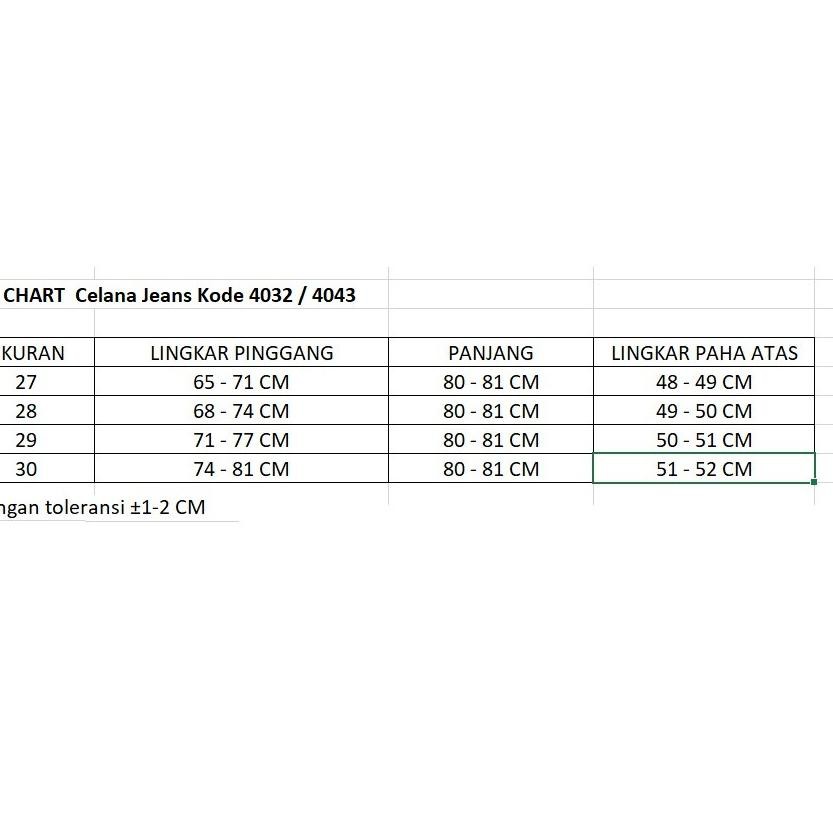 CHART Celana Jeans Kode 4032 / 4043
KURAN LINGKAR PINGGANG PANJANG LINGKAR PAHA ATAS
27 65 - 71 CM 80 - 81 CM 48 - 49 CM
28 68 - 74 CM 80 - 81 CM 49 - 50 CM
29 71 - 77 CM 80 - 81 CM 50 - 51 CM
30 74 - 81 CM 80 - 81 CM 51 - 52 CM
ngan toleransi ±1-2 CM